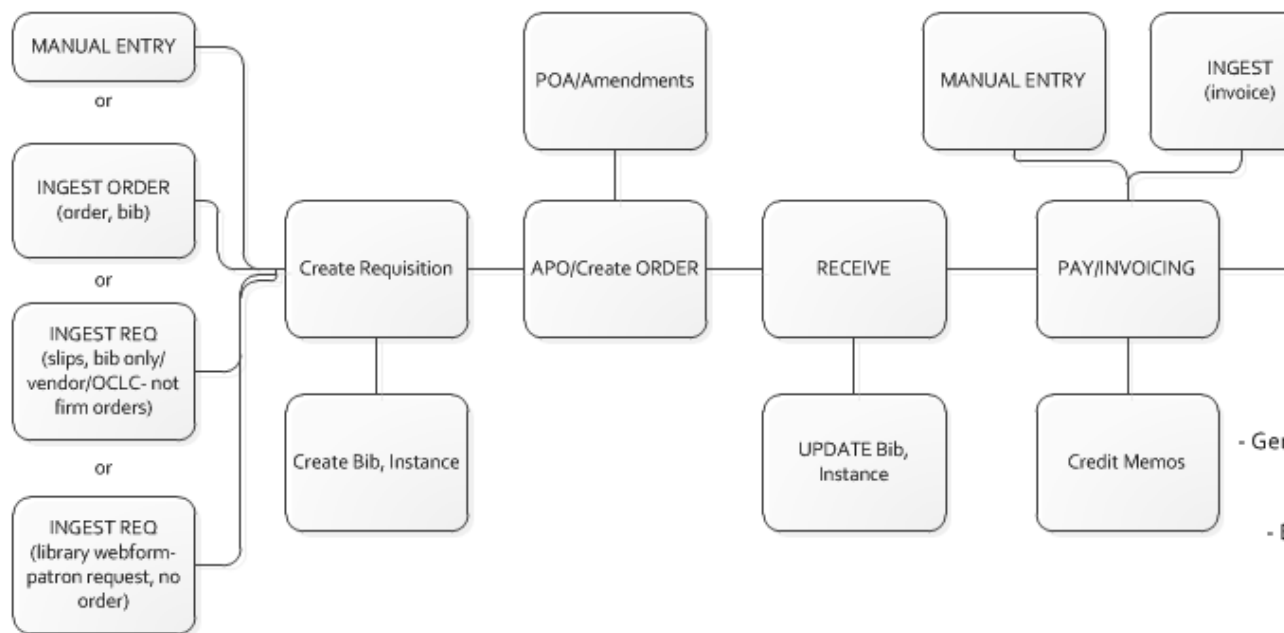 MANUAL ENTRY
or
INGEST ORDER
(order, bib)
or
INGEST REQ
(slips, bib only/
vendor/OCLC- not
firm orders)
or
INGEST REQ
(library webform-
patron request, no
order)
Create Requisition
Create Bib, Instance
POA/Amendments
APO/Create ORDER
RECEIVE
UPDATE Bib,
Instance
MANUAL ENTRY
INGEST
(invoice)
PAY/INVOICING
Credit Memos